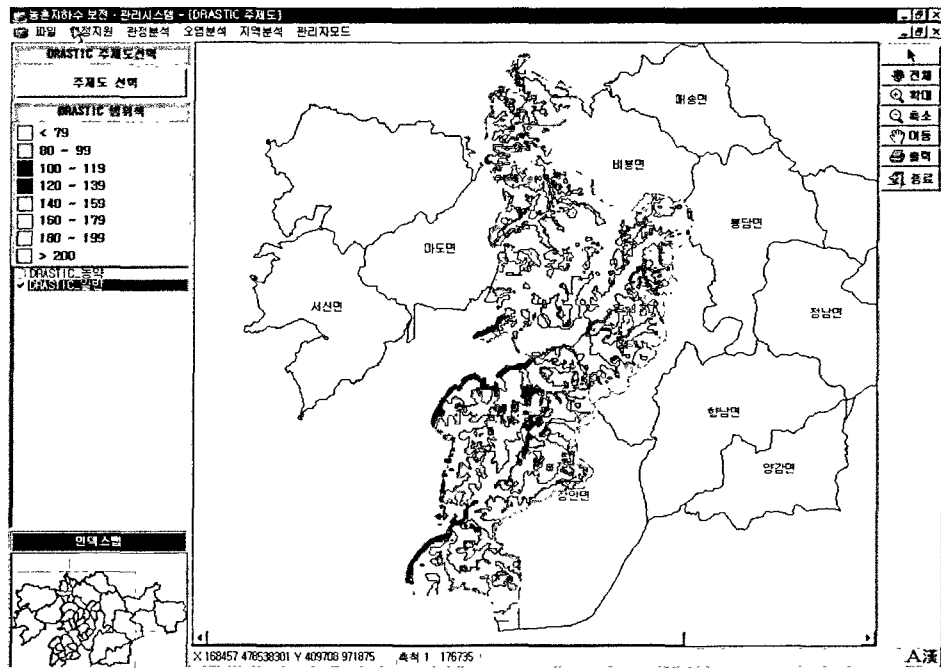 농촌지하수 보전·관리시스템 - [DRASTIC 주제도]
파일 행정지원 관정분석 오염분석 지역분석 관리자모드
DRASTIC 주제도선택
주제도 선택
DRASTIC 범위색
< 79
80 ~ 99
100 ~ 119
120 ~ 139
140 ~ 159
160 ~ 179
180 ~ 199
> 200
DRASTIC_농약
DRASTIC_일반
인덱스맵
매송면
비봉면
봉담면
마도면
서신면
정남면
향남면
양감면
장안면
전체
확대
축소
이동
출력
종료
X 168457 478538301 Y 409708 971875 축척 1 176735
A漢